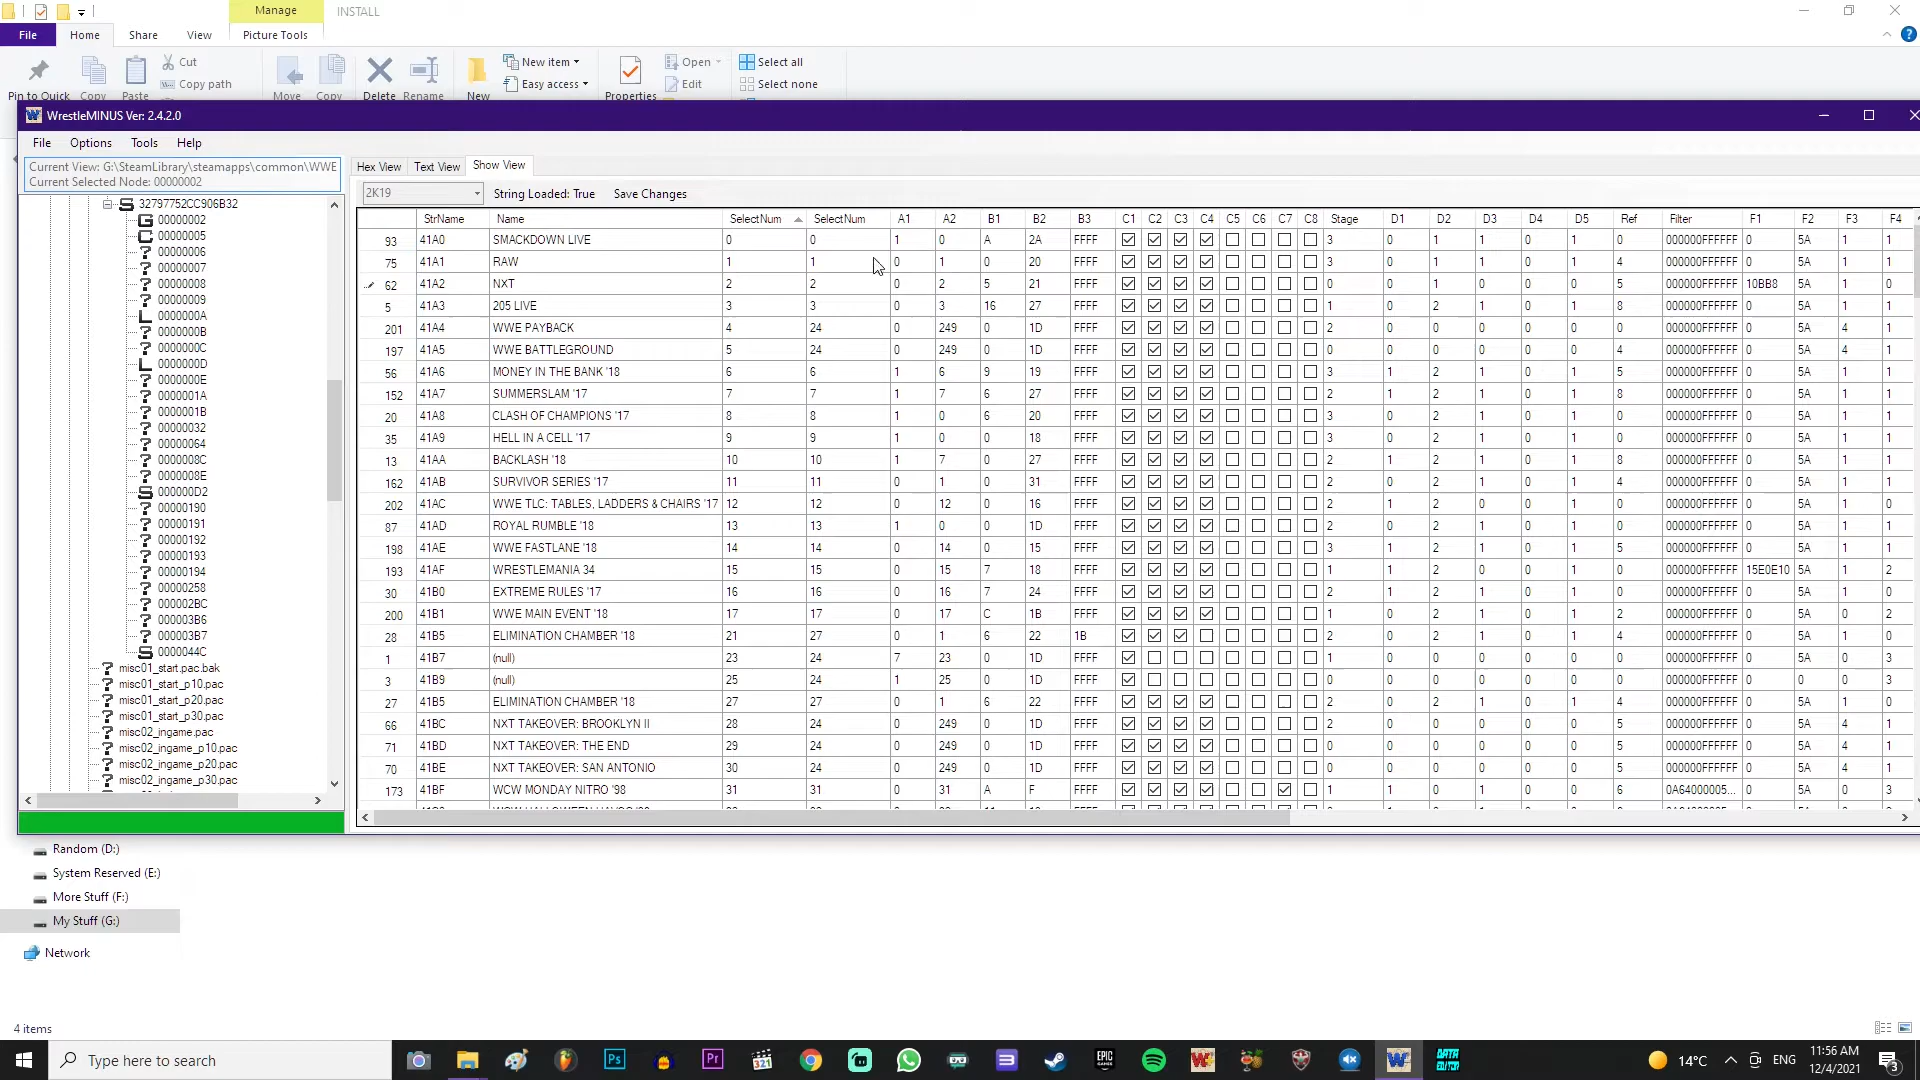 Manage
INSTALL
File
Home
Share
View
Picture Tools
Cut
Copy path
New item
Easy access
Open
Edit
Select all
Select none
Pin to Quick
Copy
Paste
Move
Copy
Delete
Rename
New
Properties
WrestleMINUS Ver: 2.4.2.0
File
Options
Tools
Help
Current View: G:\SteamLibrary\steamapps\common\WWE
Current Selected Node: 00000002
32797752CC906B32
00000002
00000005
00000006
00000007
00000008
00000009
0000000A
0000000B
0000000C
0000000D
0000000E
0000001A
0000001B
00000032
00000064
0000008C
0000008E
000000D2
00000190
00000191
00000192
00000193
00000194
00000258
000002BC
000003B6
000003B7
0000044C
misc01_start.pac.bak
misc01_start_p10.pac
misc01_start_p20.pac
misc01_start_p30.pac
misc02_ingame.pac
misc02_ingame_p10.pac
misc02_ingame_p20.pac
misc02_ingame_p30.pac
Hex View
Text View
Show View
2K19
String Loaded: True
Save Changes
StrName Name SelectNum SelectNum A1 A2 B1 B2 B3 C1 C2 C3 C4 C5 C6 C7 C8 Stage D1 D2 D3 D4 D5 Ref Filter F1 F2 F3 F4
93 41A0 SMACKDOWN LIVE 0 0 1 0 A 2A FFFF 3 0 1 1 0 1 0 000000FFFFFF 0 5A 1 1
75 41A1 RAW 1 1 0 1 0 20 FFFF 3 0 1 1 0 1 4 000000FFFFFF 0 5A 1 1
62 41A2 NXT 2 2 0 2 5 21 FFFF 0 0 1 0 0 0 5 000000FFFFFF 10BB8 5A 1 0
5 41A3 205 LIVE 3 3 0 3 16 27 FFFF 1 0 2 1 0 1 8 000000FFFFFF 0 5A 1 1
201 41A4 WWE PAYBACK 4 24 0 249 0 1D FFFF 2 0 0 0 0 0 0 000000FFFFFF 0 5A 4 1
197 41A5 WWE BATTLEGROUND 5 24 0 249 0 1D FFFF 0 0 0 0 0 0 4 000000FFFFFF 0 5A 4 1
56 41A6 MONEY IN THE BANK '18 6 6 1 6 9 19 FFFF 3 1 2 1 0 1 5 000000FFFFFF 0 5A 1 1
152 41A7 SUMMERSLAM '17 7 7 1 7 6 27 FFFF 2 1 2 1 0 1 8 000000FFFFFF 0 5A 1 1
20 41A8 CLASH OF CHAMPIONS '17 8 8 1 0 6 20 FFFF 3 0 2 1 0 1 0 000000FFFFFF 0 5A 1 1
35 41A9 HELL IN A CELL '17 9 9 1 0 0 18 FFFF 3 0 2 1 0 1 0 000000FFFFFF 0 5A 1 1
13 41AA BACKLASH '18 10 10 1 7 0 27 FFFF 2 1 2 1 0 1 8 000000FFFFFF 0 5A 1 1
162 41AB SURVIVOR SERIES '17 11 11 0 1 0 31 FFFF 2 0 2 1 0 1 4 000000FFFFFF 0 5A 1 1
202 41AC WWE TLC: TABLES, LADDERS & CHAIRS '17 12 12 0 12 0 16 FFFF 2 1 2 0 0 1 0 000000FFFFFF 0 5A 1 0
87 41AD ROYAL RUMBLE '18 13 13 1 0 0 1D FFFF 2 0 2 1 0 1 0 000000FFFFFF 0 5A 1 1
198 41AE WWE FASTLANE '18 14 14 0 14 0 15 FFFF 3 1 2 1 0 1 5 000000FFFFFF 0 5A 1 1
193 41AF WRESTLEMANIA 34 15 15 0 15 7 18 FFFF 1 1 2 0 0 1 0 000000FFFFFF 15E0E10 5A 1 2
30 41B0 EXTREME RULES '17 16 16 0 16 7 24 FFFF 2 1 2 1 0 1 0 000000FFFFFF 0 5A 1 1
200 41B1 WWE MAIN EVENT '18 17 17 0 17 C 1B FFFF 1 0 2 1 0 1 2 000000FFFFFF 0 5A 0 2
28 41B5 ELIMINATION CHAMBER '18 21 27 0 1 6 22 1B 2 0 2 1 0 1 4 000000FFFFFF 0 5A 1 0
1 41B7 (null) 23 24 7 23 0 1D FFFF 1 0 0 0 0 0 0 000000FFFFFF 0 5A 0 3
3 41B9 (null) 25 24 1 25 0 1D FFFF 1 0 0 0 0 0 0 000000FFFFFF 0 0 0 3
27 41B5 ELIMINATION CHAMBER '18 27 27 0 1 6 22 FFFF 2 0 2 1 0 1 4 000000FFFFFF 0 5A 1 0
66 41BC NXT TAKEOVER: BROOKLYN II 28 24 0 249 0 1D FFFF 2 0 0 0 0 0 5 000000FFFFFF 0 5A 4 1
71 41BD NXT TAKEOVER: THE END 29 24 0 249 0 1D FFFF 0 0 0 0 0 0 5 000000FFFFFF 0 5A 4 1
70 41BE NXT TAKEOVER: SAN ANTONIO 30 24 0 249 0 1D FFFF 0 0 0 0 0 0 5 000000FFFFFF 0 5A 4 1
173 41BF WCW MONDAY NITRO '98 31 31 0 31 A F FFFF 1 1 0 1 0 1 6 0A64000005... 0 5A 0 3
Random (D:)
System Reserved (E:)
More Stuff (F:)
My Stuff (G:)
Network
4 items
Type here to search
Ps
Pr
321
EPIC GAMES
DATA EDITOR
14°C
ENG
11:56 AM
12/4/2021
3